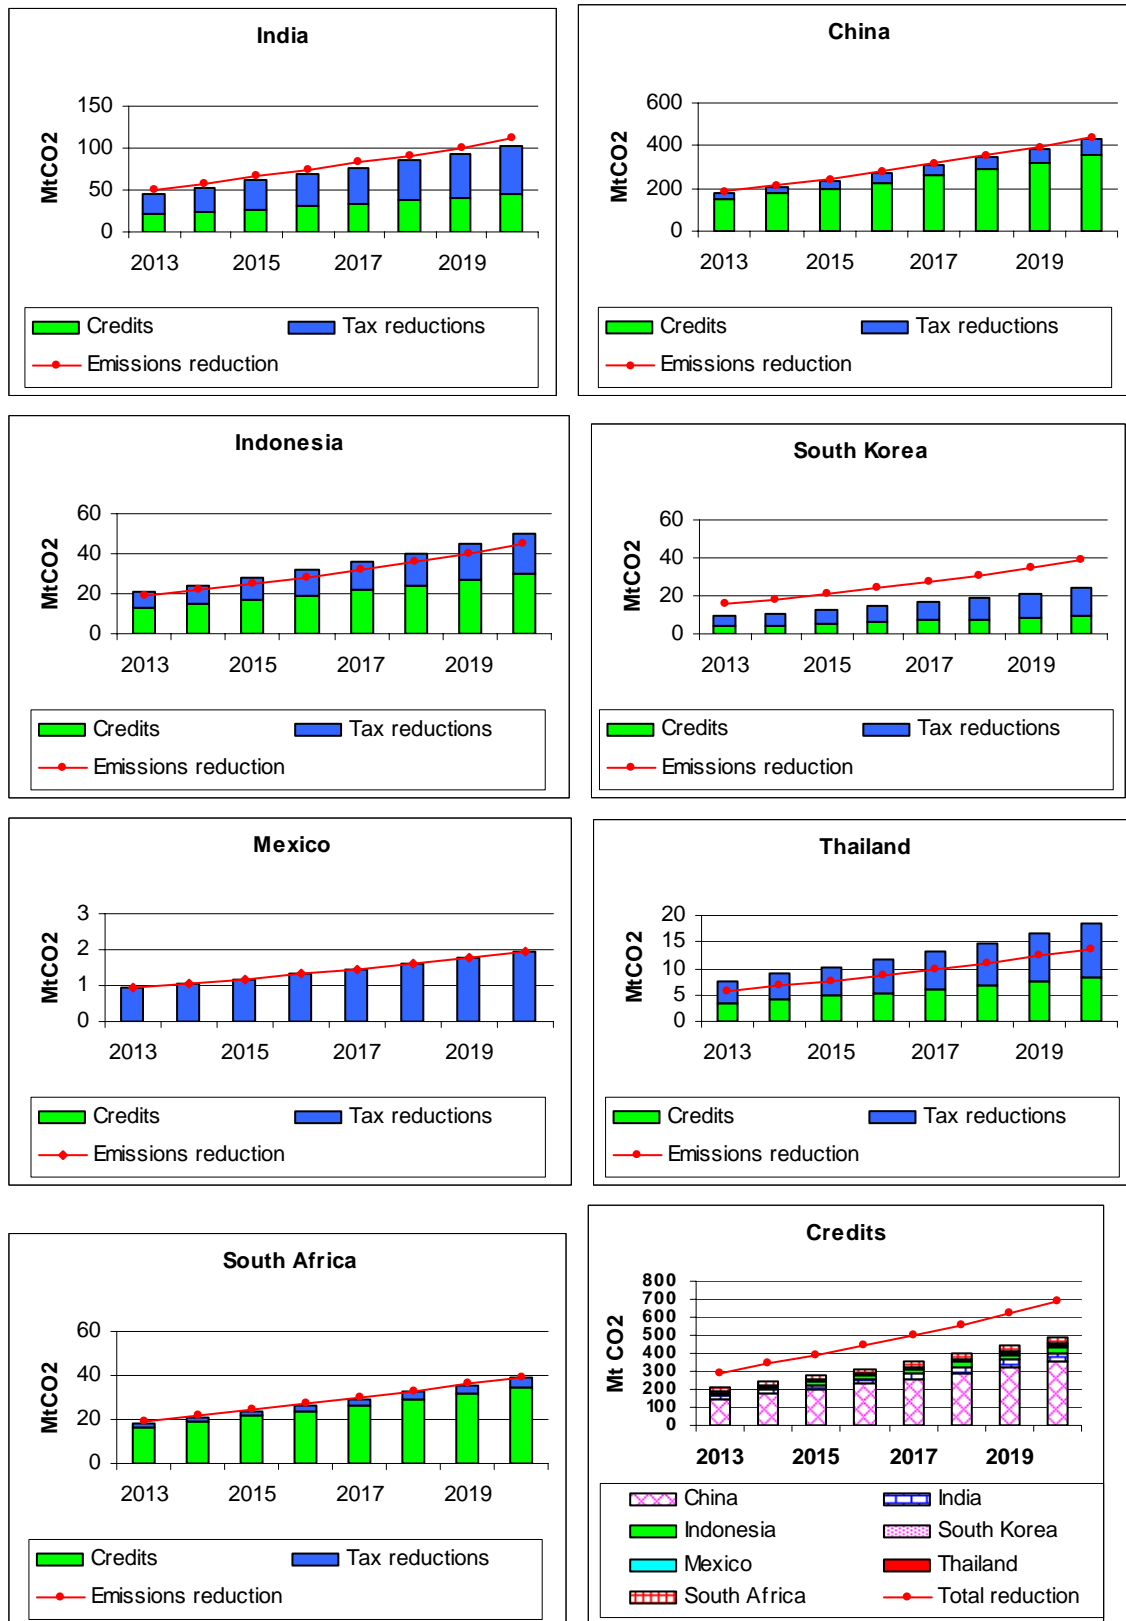 India
MtCO2
150
100
50
0
2013 2015 2017 2019
Credits Tax reductions
Emissions reduction
China
MtCO2
600
400
200
0
2013 2015 2017 2019
Credits Tax reductions
Emissions reduction
Indonesia
MtCO2
60
40
20
0
2013 2015 2017 2019
Credits Tax reductions
Emissions reduction
South Korea
MtCO2
60
40
20
0
2013 2015 2017 2019
Credits Tax reductions
Emissions reduction
Mexico
MtCO2
3
2
1
0
2013 2015 2017 2019
Credits Tax reductions
Emissions reduction
Thailand
MtCO2
20
15
10
5
0
2013 2015 2017 2019
Credits Tax reductions
Emissions reduction
South Africa
MtCO2
60
40
20
0
2013 2015 2017 2019
Credits Tax reductions
Emissions reduction
Credits
Mt CO2
800
700
600
500
400
300
200
100
0
2013 2015 2017 2019
China India
Indonesia South Korea
Mexico Thailand
South Africa Total reduction